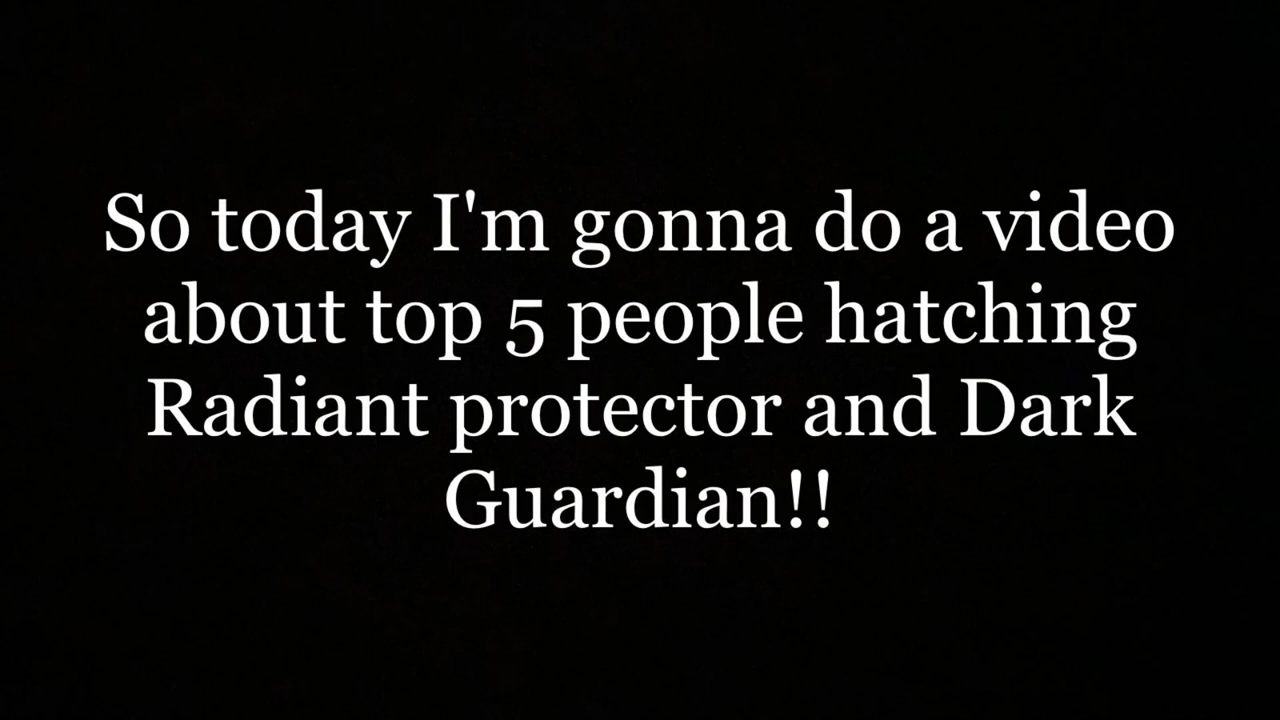 So today I'm gonna do a video
about top 5 people hatching
Radiant protector and Dark
Guardian!!